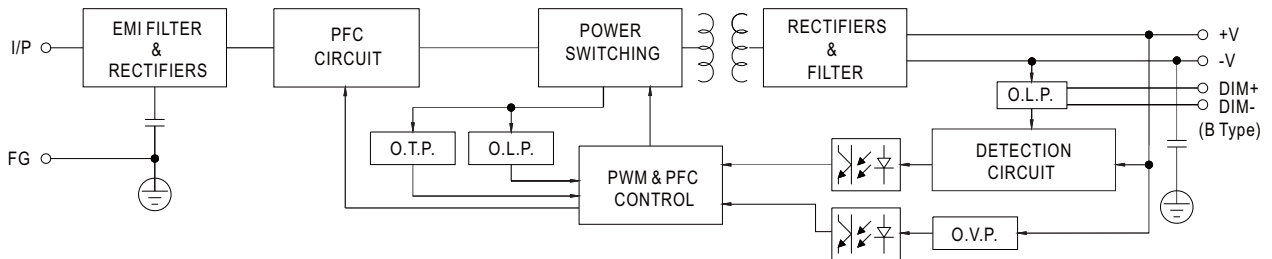 I/P
EMI FILTER
&
RECTIFIERS
PFC
CIRCUIT
POWER
SWITCHING
RECTIFIERS
&
FILTER
+V
-V
O.L.P.
DIM+
DIM-
(B Type)
FG
O.T.P.
O.L.P.
PWM & PFC
CONTROL
DETECTION
CIRCUIT
O.V.P.